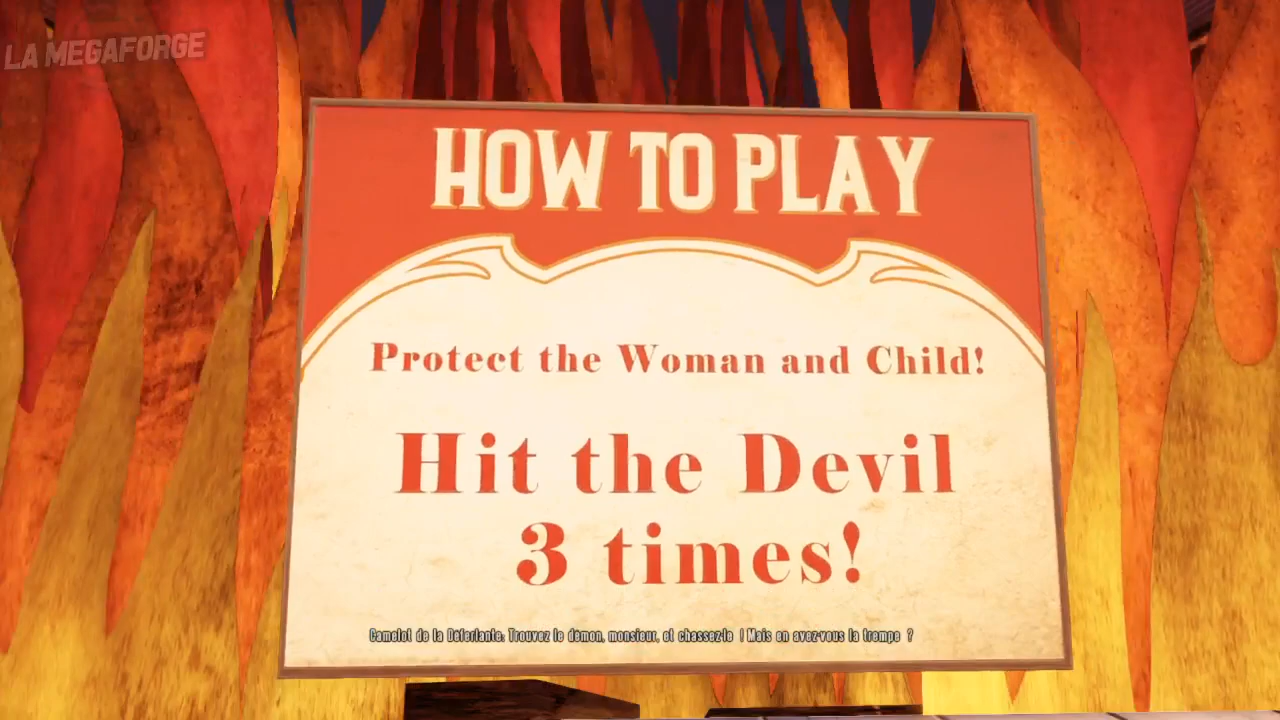 LA MEGAFORGE
HOW TO PLAY
Protect the Woman and Child!
Hit the Devil
3 times!
Camelot de la Déferlante: Trouvez le démon, monsieur, et chassez-le ! Mais en avez-vous la trempe ?